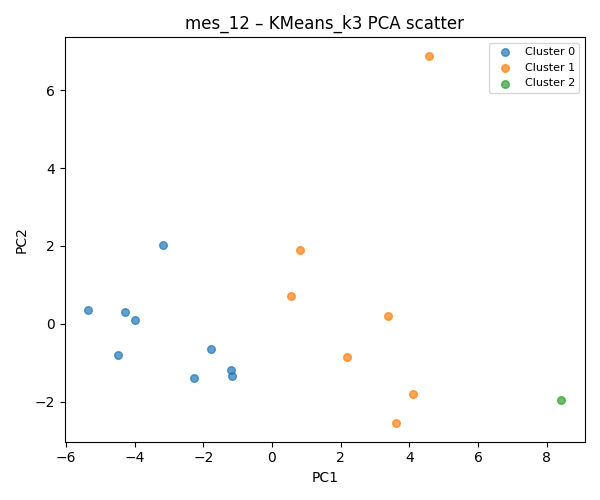 mes_12 – KMeans_k3 PCA scatter
Cluster 0
Cluster 1
Cluster 2
PC2
6
4
2
0
−2
−6
−4
−2
0
2
4
6
8
PC1